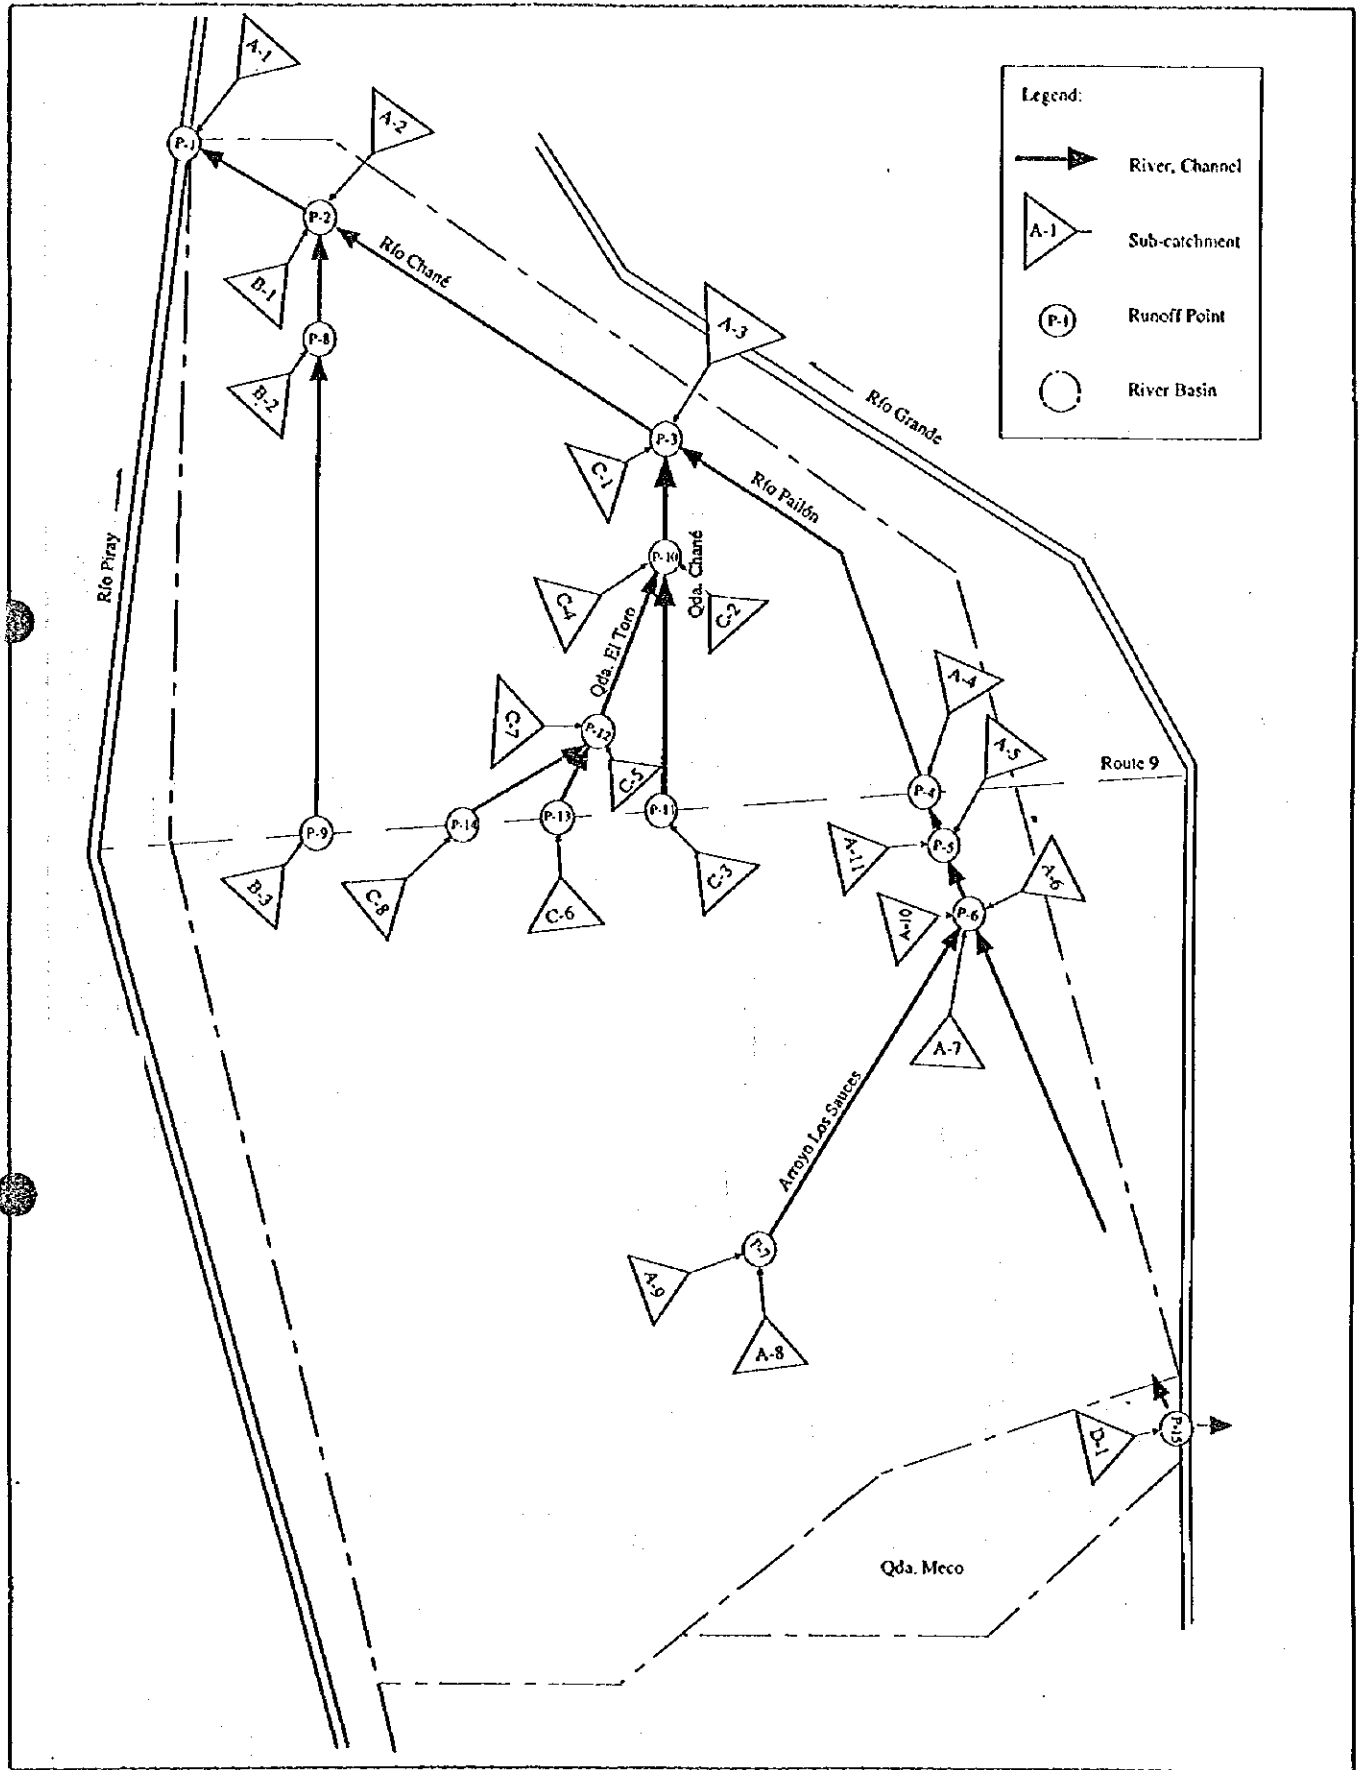 Legend:
River, Channel
A-1
Sub-catchment
P-1
Runoff Point
River Basin
A-1
P-1
A-2
P-2
Río Chané
B-1
A-3
P-8
B-2
Río Grande
P-3
C-1
Río Pailón
Río Piray
P-10
Qda. Chané
C-4
C-2
Qda. El Toro
A-4
C-7
P-12
A-5
C-5
Route 9
P-4
P-9
P-14
P-13
P-11
P-5
A-11
B-3
C-8
C-6
C-3
A-6
A-10
P-6
A-7
Arroyo Los Sauces
P-7
A-9
A-8
D-1
P-15
Qda. Meco